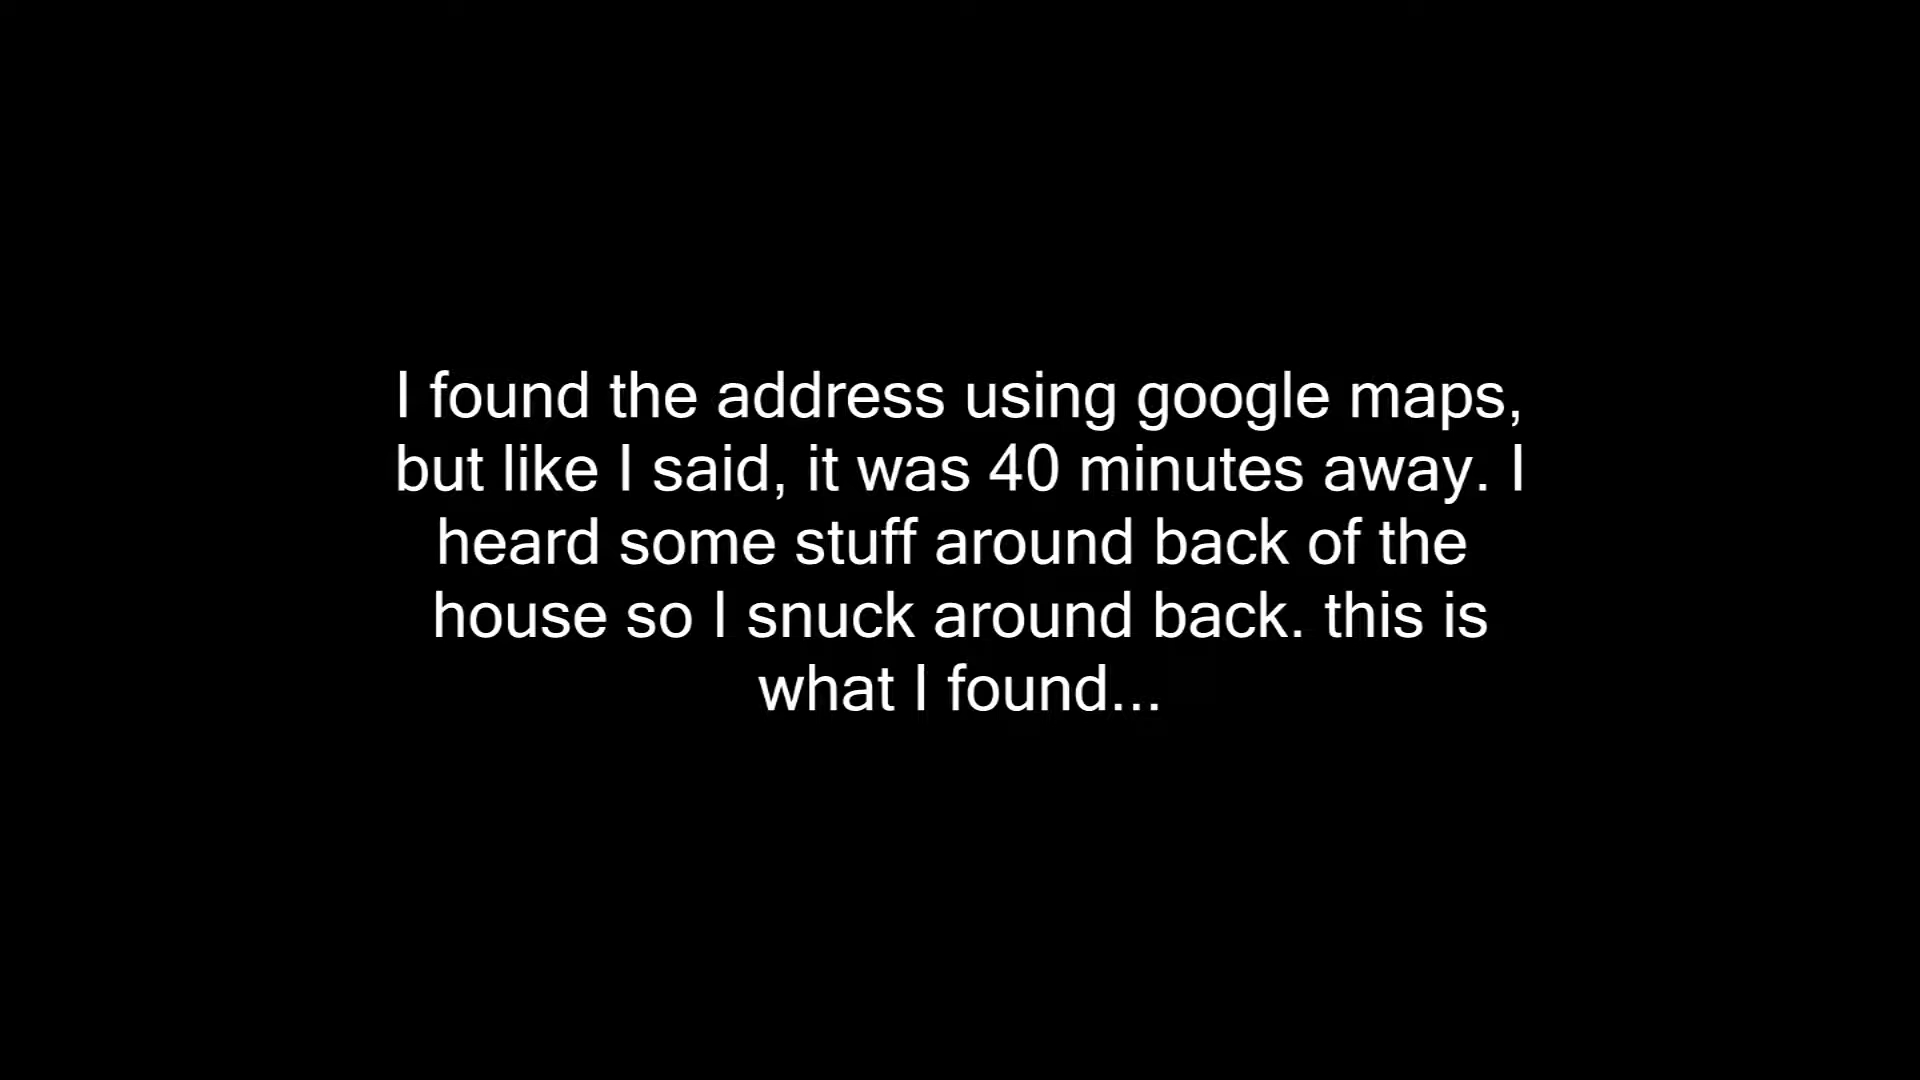 I found the address using google maps,
but like I said, it was 40 minutes away. I
heard some stuff around back of the
house so I snuck around back. this is
what I found...